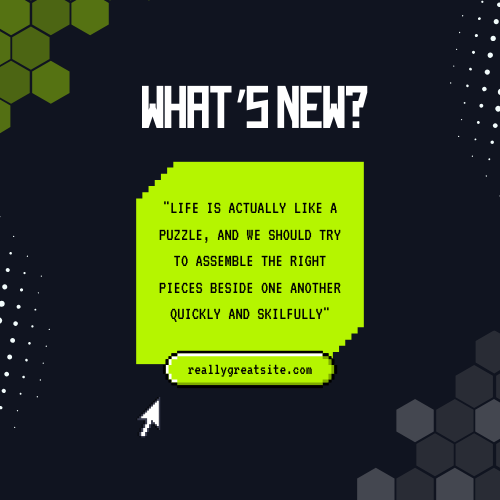 WHAT'S NEW?
"LIFE IS ACTUALLY LIKE A
PUZZLE, AND WE SHOULD TRY
TO ASSEMBLE THE RIGHT
PIECES BESIDE ONE ANOTHER
QUICKLY AND SKILFULLY"
reallygreatsite.com